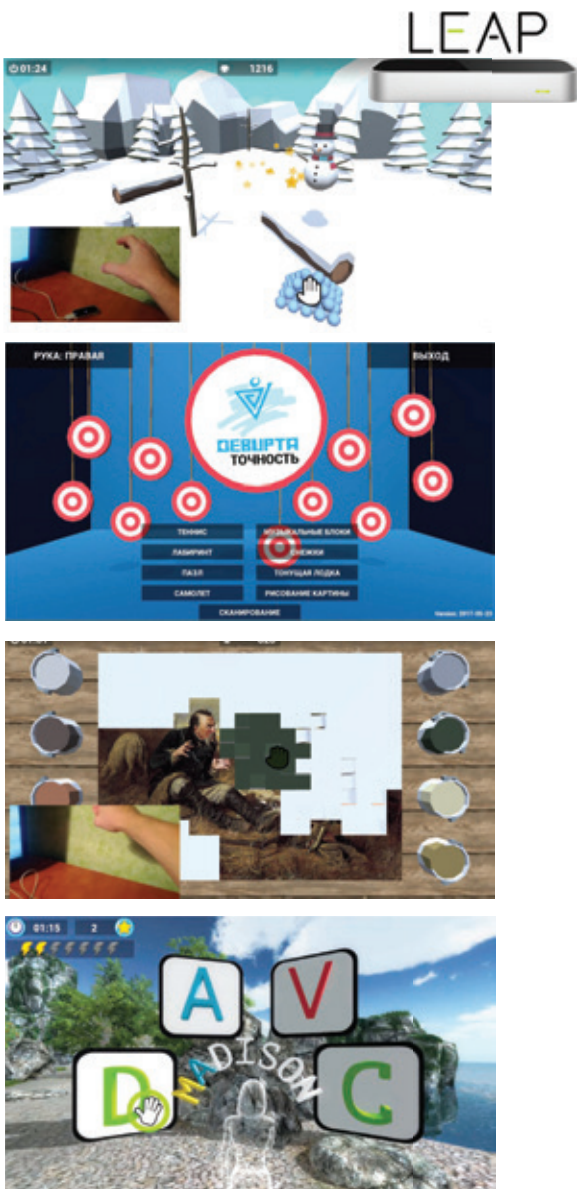 LEAP
01:24
1216
РУКА: ПРАВАЯ
ВЫХОД
ДЕВИРТА
ТОЧНОСТЬ
ТЕННИС
МУЗЫКАЛЬНЫЕ БЛОКИ
ЛАБИРИНТ
СНЕЖКИ
ПАЗЛ
ТОНУЩАЯ ЛОДКА
САМОЛЕТ
РИСОВАНИЕ КАРТИНЫ
СКАНИРОВАНИЕ
01:15
2
A V
MADISON
D C